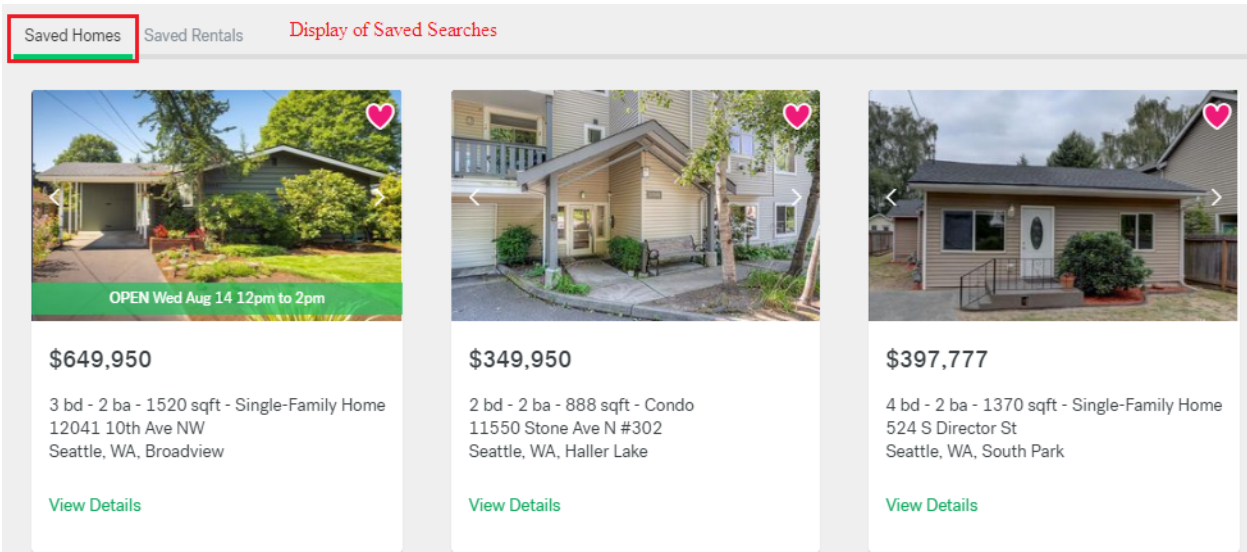 Saved Homes Saved Rentals Display of Saved Searches
OPEN Wed Aug 14 12pm to 2pm
$649,950
3 bd - 2 ba - 1520 sqft - Single-Family Home
12041 10th Ave NW
Seattle, WA, Broadview
View Details
$349,950
2 bd - 2 ba - 888 sqft - Condo
11550 Stone Ave N #302
Seattle, WA, Haller Lake
View Details
$397,777
4 bd - 2 ba - 1370 sqft - Single-Family Home
524 S Director St
Seattle, WA, South Park
View Details